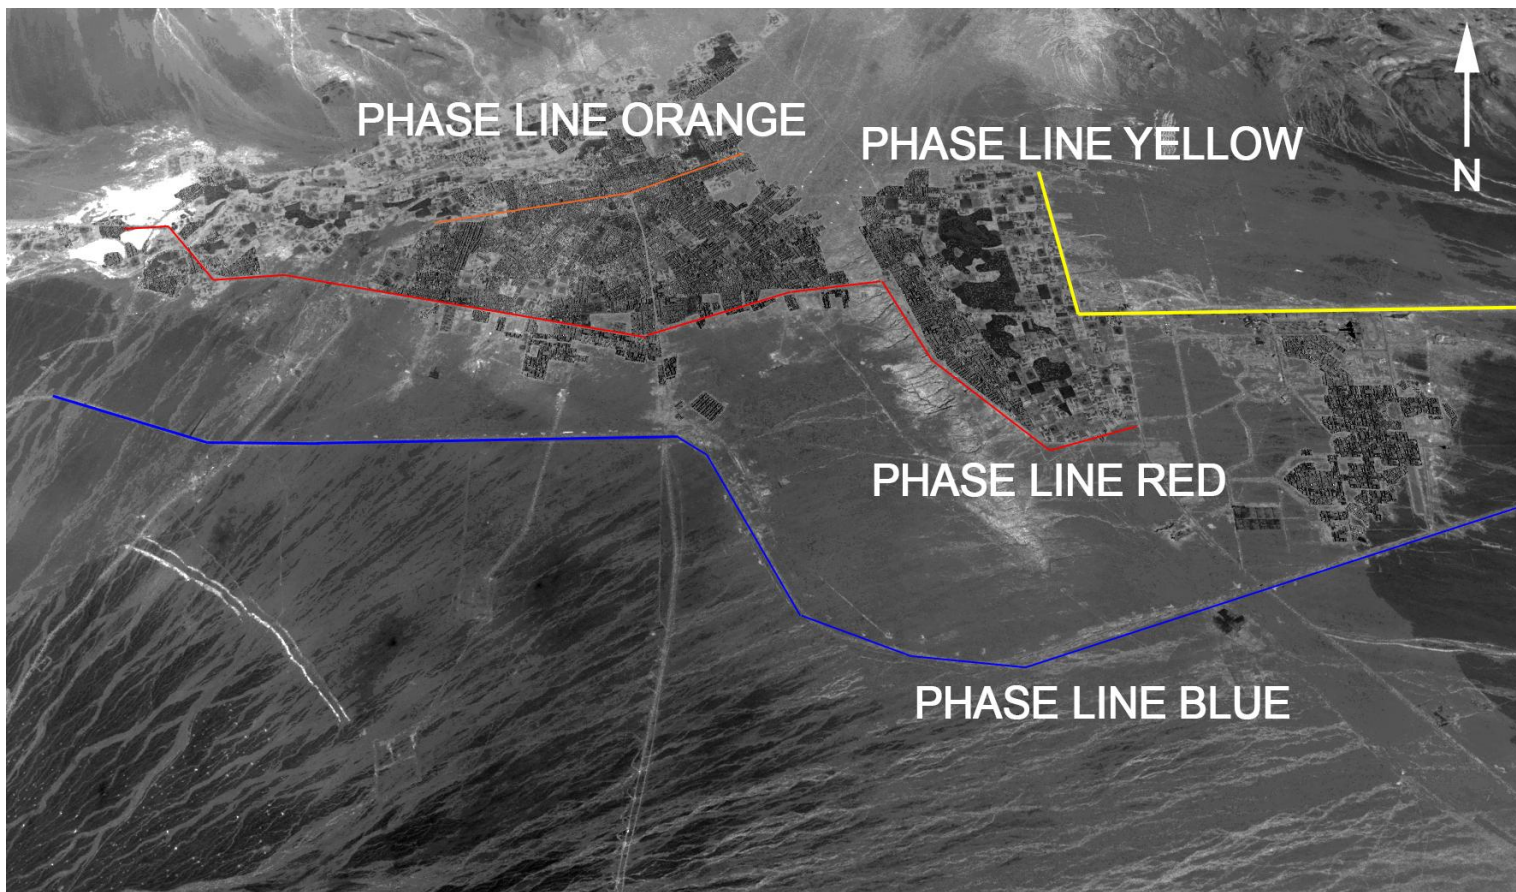 PHASE LINE ORANGE
PHASE LINE YELLOW
N
PHASE LINE RED
PHASE LINE BLUE